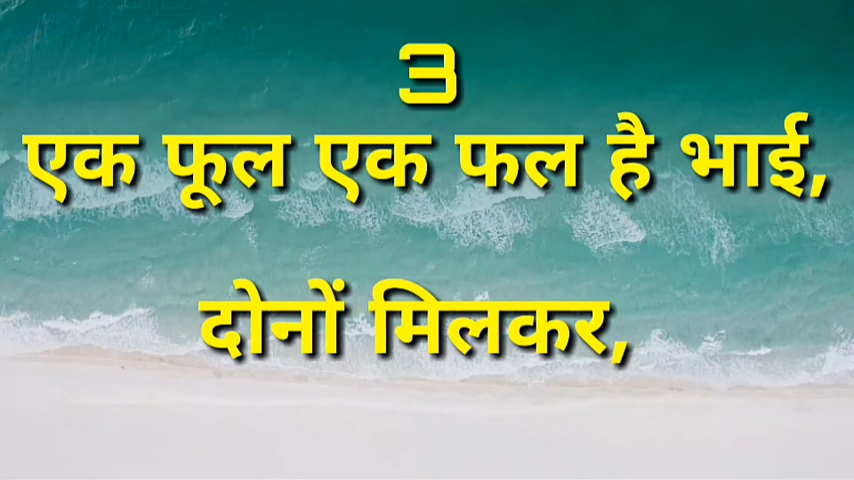 3
एक फूल एक फल है भाई,
दोनों मिलकर,